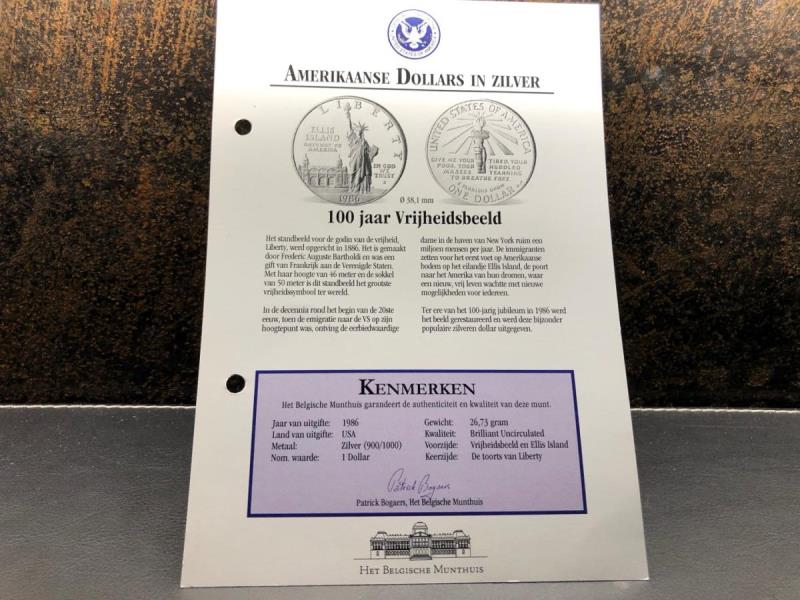 AMERIKAANSE DOLLARS IN ZILVER
LIBERTY
ELLIS
ISLAND
GATEWAY TO
AMERICA
IN GOD
WE
TRUST
1986
UNITED STATES OF AMERICA
GIVE ME YOUR TIRED, YOUR
POOR, YOUR HUDDLED
MASSES YEARNING
TO BREATHE FREE
E PLURIBUS UNUM
ONE DOLLAR
Ø 38,1 mm
100 jaar Vrijheidsbeeld
Het standbeeld voor de godin van de vrijheid,
Liberty, werd opgericht in 1886. Het is gemaakt
door Frederic Auguste Bartholdi en was een
gift van Frankrijk aan de Verenigde Staten.
Met haar hoogte van 46 meter en de sokkel
van 50 meter is dit standbeeld het grootste
vrijheidssymbool ter wereld.
In de decennia rond het begin van de 20ste
eeuw, toen de emigratie naar de VS op zijn
hoogtepunt was, ontving de eerbiedwaardige
dame in de haven van New York ruim een
miljoen mensen per jaar. De immigranten
zetten voor het eerst voet op Amerikaanse
bodem op het eilandje Ellis Island, de poort
naar het Amerika van hun dromen, waar
een nieuw, vrij leven wachtte met nieuwe
mogelijkheden voor iedereen.
Ter ere van het 100-jarig jubileum in 1986 werd
het beeld gerestaureerd en werd deze bijzonder
populaire zilveren dollar uitgegeven.
KENMERKEN
Het Belgische Munthuis garandeert de authenticiteit en kwaliteit van deze munt.
Jaar van uitgifte: 1986
Land van uitgifte: USA
Metaal: Zilver (900/1000)
Nom. waarde: 1 Dollar
Gewicht: 26,73 gram
Kwaliteit: Brilliant Uncirculated
Voorzijde: Vrijheidsbeeld en Ellis Island
Keerzijde: De toorts van Liberty
Patrick Bogaers
Patrick Bogaers, Het Belgische Munthuis
HET BELGISCHE MUNTHUIS